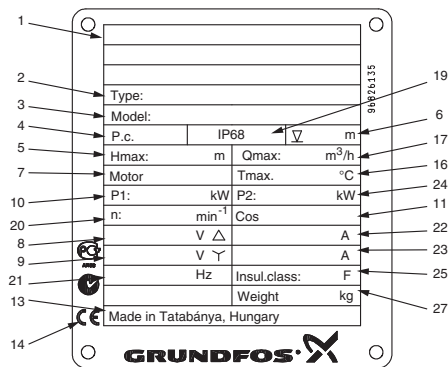 1
2
3
4
5
7
10
20
8
9
21
13
14
Type:
Model:
P.c. IP68 m
Hmax: m Qmax: m³/h
Motor Tmax. °C
P1: kW P2: kW
n: min⁻¹ Cos
V △ A
V Y A
Hz Insul.class: F
Weight kg
Made in Tatabánya, Hungary
GRUNDFOS
96826135
CE
19
6
17
16
24
11
22
23
25
27